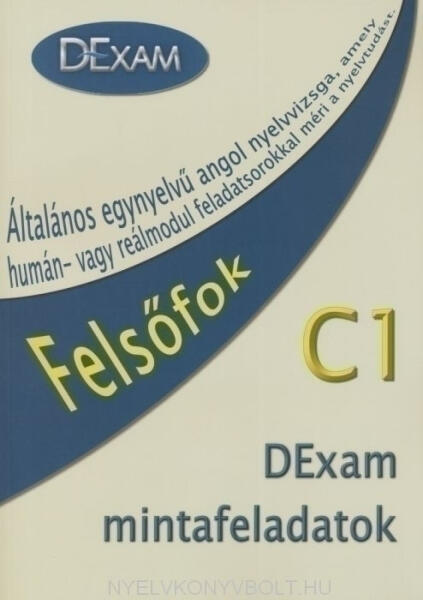 DEXAM
Általános egynyelvű angol nyelvvizsga, amely
humán- vagy reálmodul feladatsorokkal méri a nyelvtudást.
Felsőfok
C1
DExam
mintafeladatok
NYELVKONYVBOLT.HU